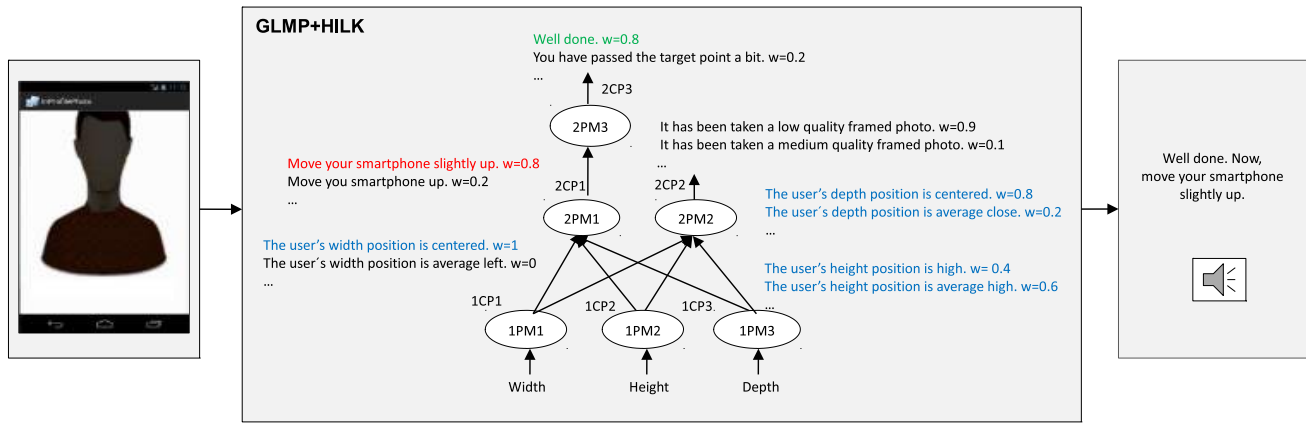 GLMP+HILK
Well done. w=0.8
You have passed the target point a bit. w=0.2
...
2CP3
2PM3
It has been taken a low quality framed photo. w=0.9
It has been taken a medium quality framed photo. w=0.1
...
Move your smartphone slightly up. w=0.8
Move you smartphone up. w=0.2
...
2CP1
2CP2
The user's depth position is centered. w=0.8
The user´s depth position is average close. w=0.2
...
2PM1
2PM2
The user's width position is centered. w=1
The user´s width position is average left. w=0
...
The user's height position is high. w= 0.4
The user's height position is average high. w=0.6
...
1CP1
1CP2
1CP3
1PM1
1PM2
1PM3
Width
Height
Depth
Well done. Now,
move your smartphone
slightly up.